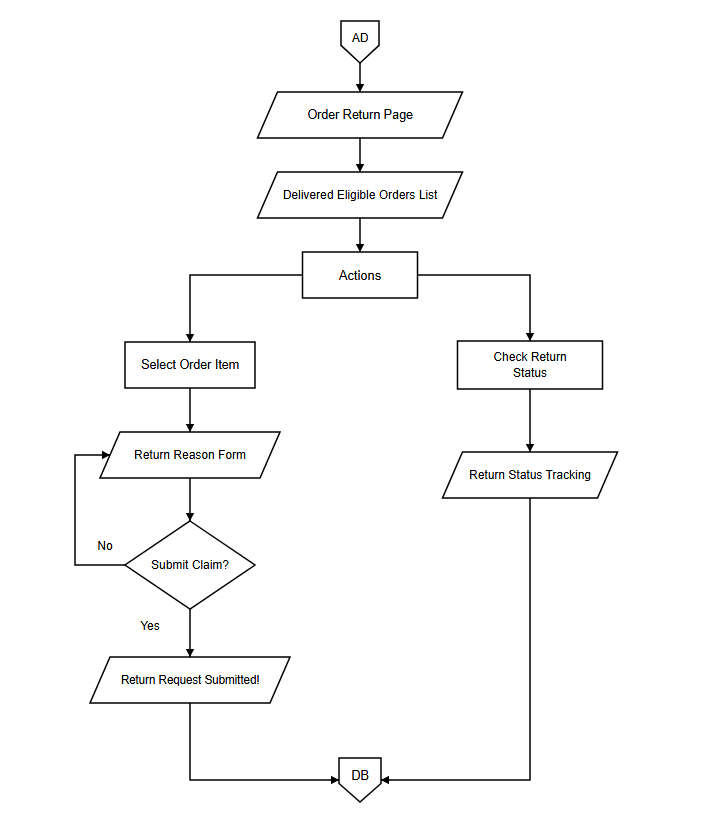 AD
Order Return Page
Delivered Eligible Orders List
Actions
Select Order Item
Check Return
Status
Return Reason Form
Return Status Tracking
No
Submit Claim?
Yes
Return Request Submitted!
DB